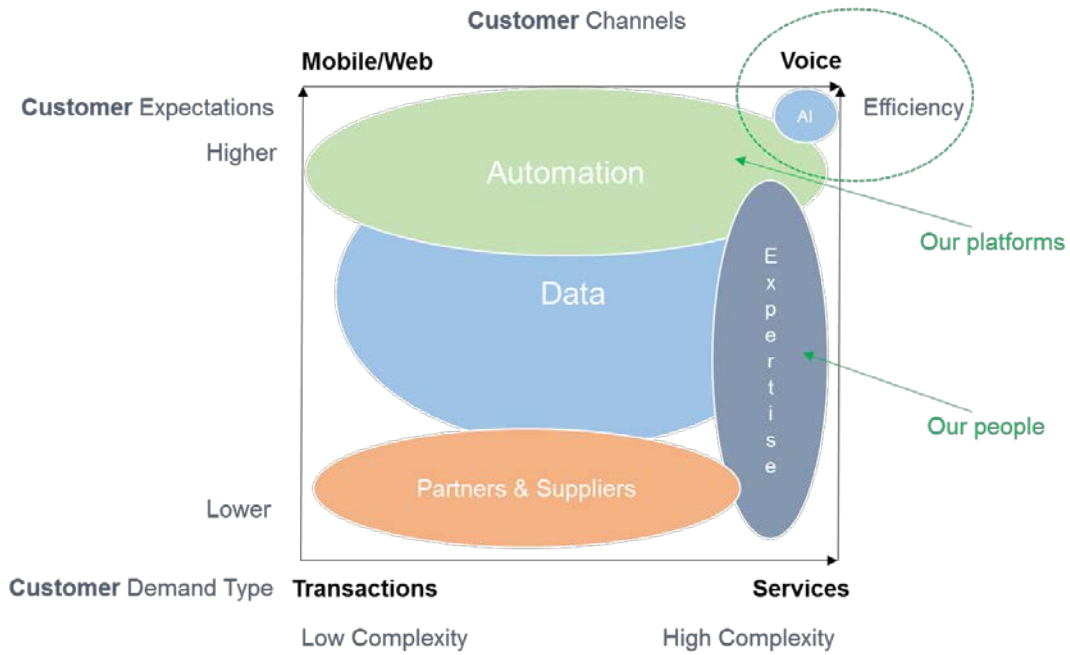 Customer Channels
Mobile/Web
Voice
Customer Expectations
AI
Efficiency
Higher
Automation
Our platforms
Expertise
Data
Our people
Partners & Suppliers
Lower
Customer Demand Type
Transactions
Services
Low Complexity
High Complexity